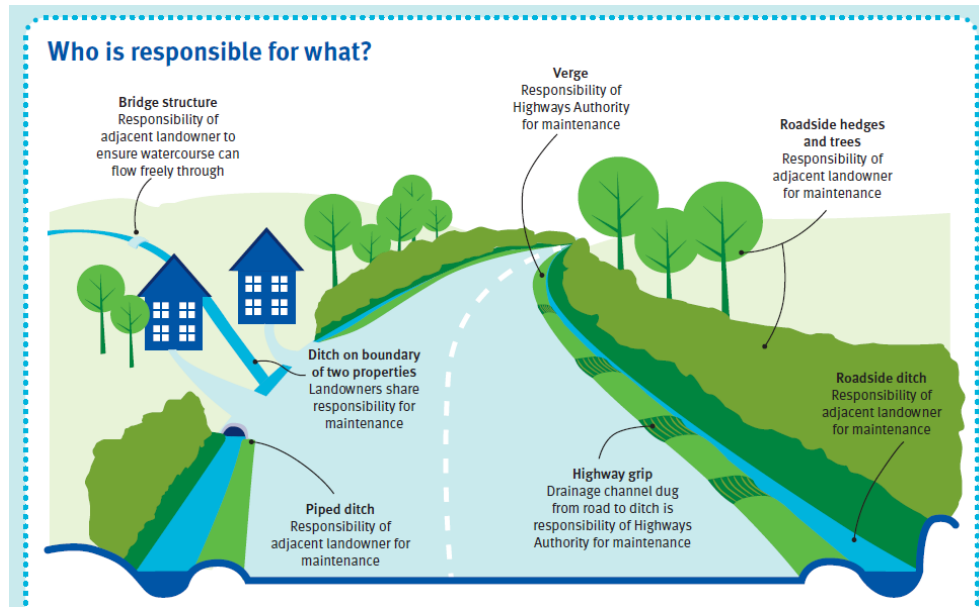 Who is responsible for what?
Bridge structure
Responsibility of
adjacent landowner to
ensure watercourse can
flow freely through
Verge
Responsibility of
Highways Authority
for maintenance
Roadside hedges
and trees
Responsibility of
adjacent landowner
for maintenance
Ditch on boundary
of two properties
Landowners share
responsibility for
maintenance
Roadside ditch
Responsibility of
adjacent landowner
for maintenance
Piped ditch
Responsibility of
adjacent landowner for
maintenance
Highway grip
Drainage channel dug
from road to ditch is
responsibility of Highways
Authority for maintenance